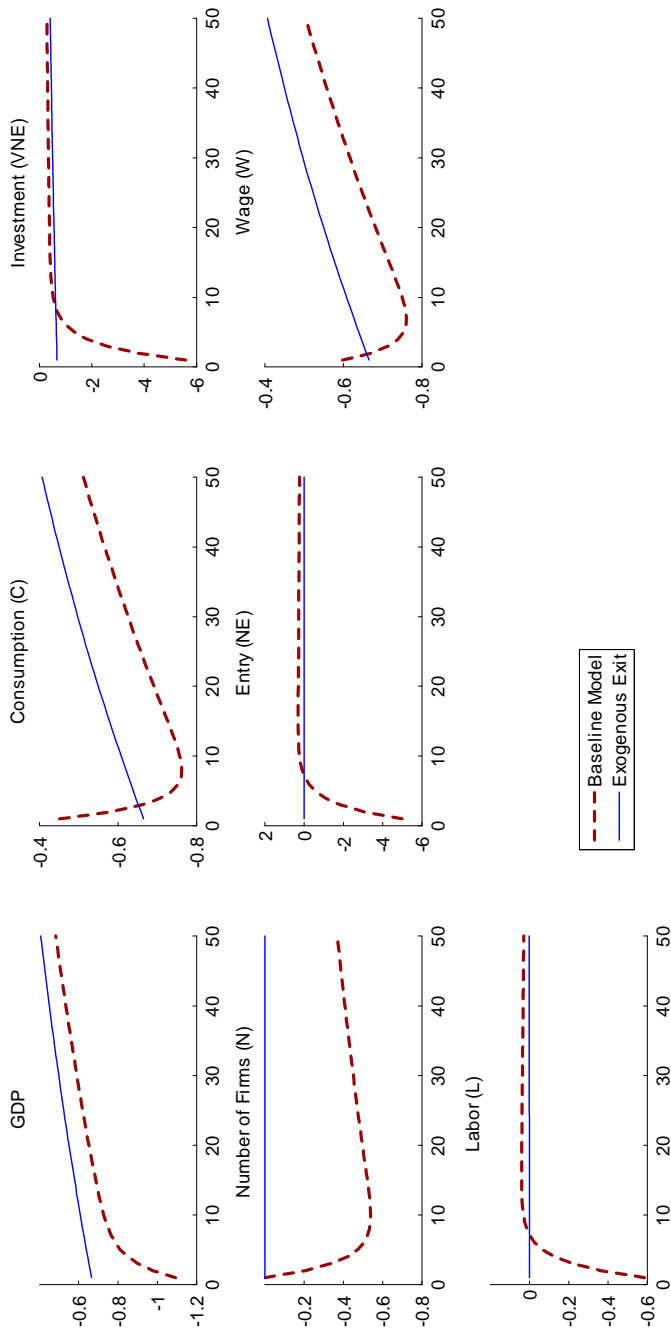 GDP
-0.6
-0.8
-1
-1.2
0 10 20 30 40 50
Consumption (C)
-0.4
-0.6
-0.8
0 10 20 30 40 50
Investment (VNE)
0
-2
-4
-6
0 10 20 30 40 50
Number of Firms (N)
-0.2
-0.4
-0.6
-0.8
0 10 20 30 40 50
Entry (NE)
2
0
-2
-4
-6
0 10 20 30 40 50
Wage (W)
-0.4
-0.6
-0.8
0 10 20 30 40 50
Labor (L)
0
-0.2
-0.4
-0.6
0 10 20 30 40 50
Baseline Model
Exogenous Exit